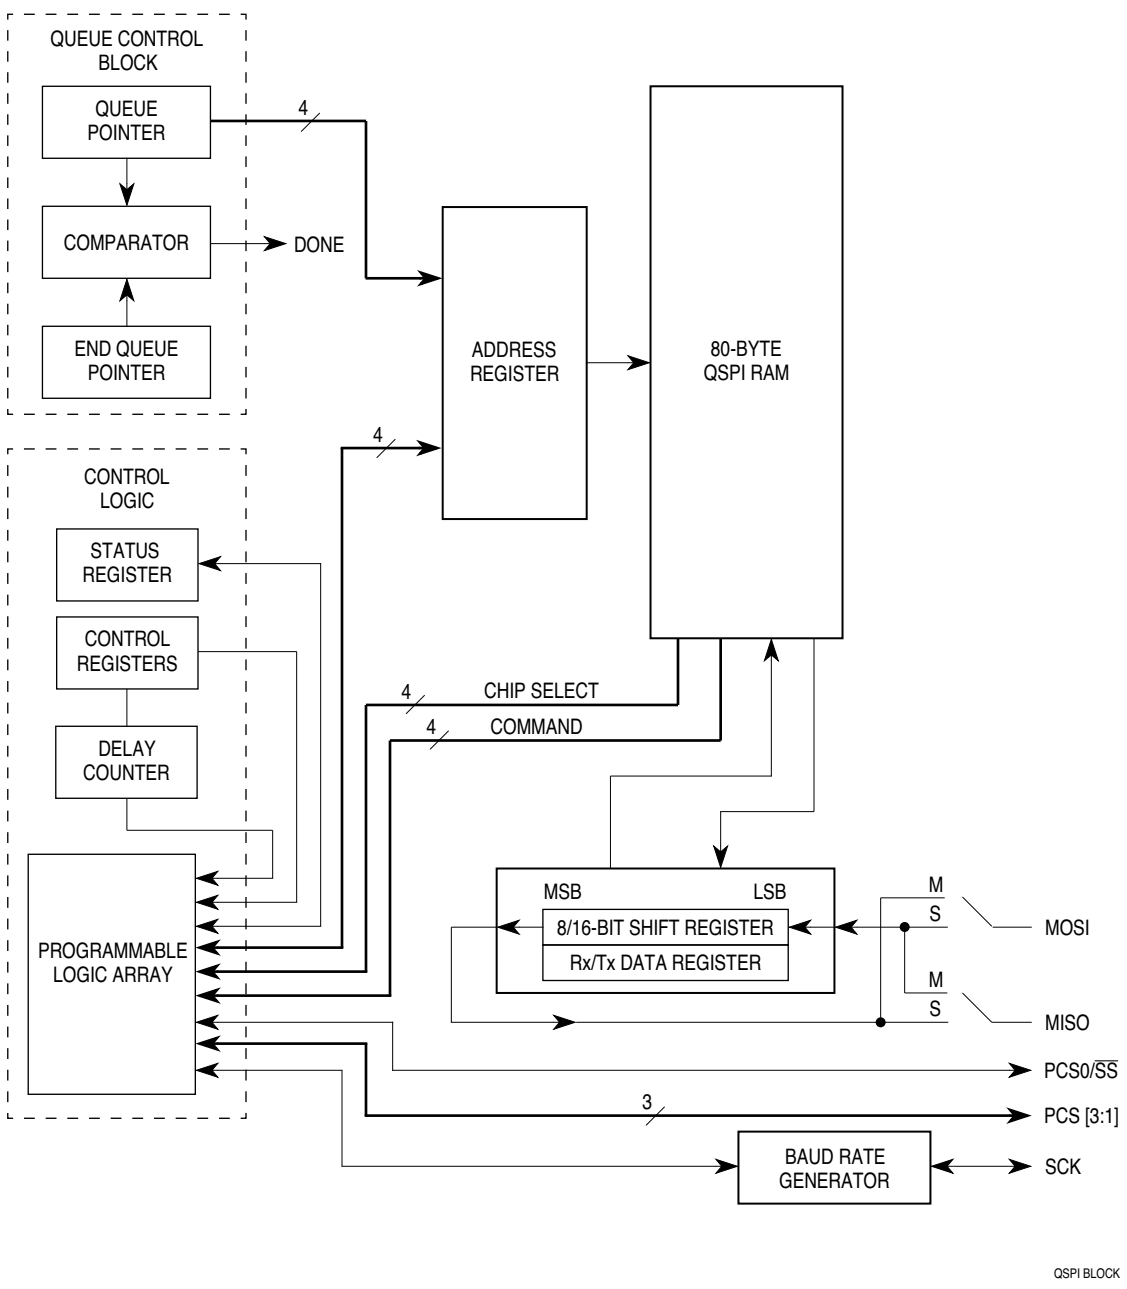 QUEUE CONTROL
BLOCK
QUEUE
POINTER
4
COMPARATOR
DONE
END QUEUE
POINTER
ADDRESS
REGISTER
80-BYTE
QSPI RAM
4
CONTROL
LOGIC
STATUS
REGISTER
CONTROL
REGISTERS
DELAY
COUNTER
4
CHIP SELECT
4
COMMAND
PROGRAMMABLE
LOGIC ARRAY
MSB
LSB
8/16-BIT SHIFT REGISTER
Rx/Tx DATA REGISTER
M
S
MOSI
M
S
MISO
PCS0/S̅S̅
3
PCS [3:1]
BAUD RATE
GENERATOR
SCK
QSPI BLOCK